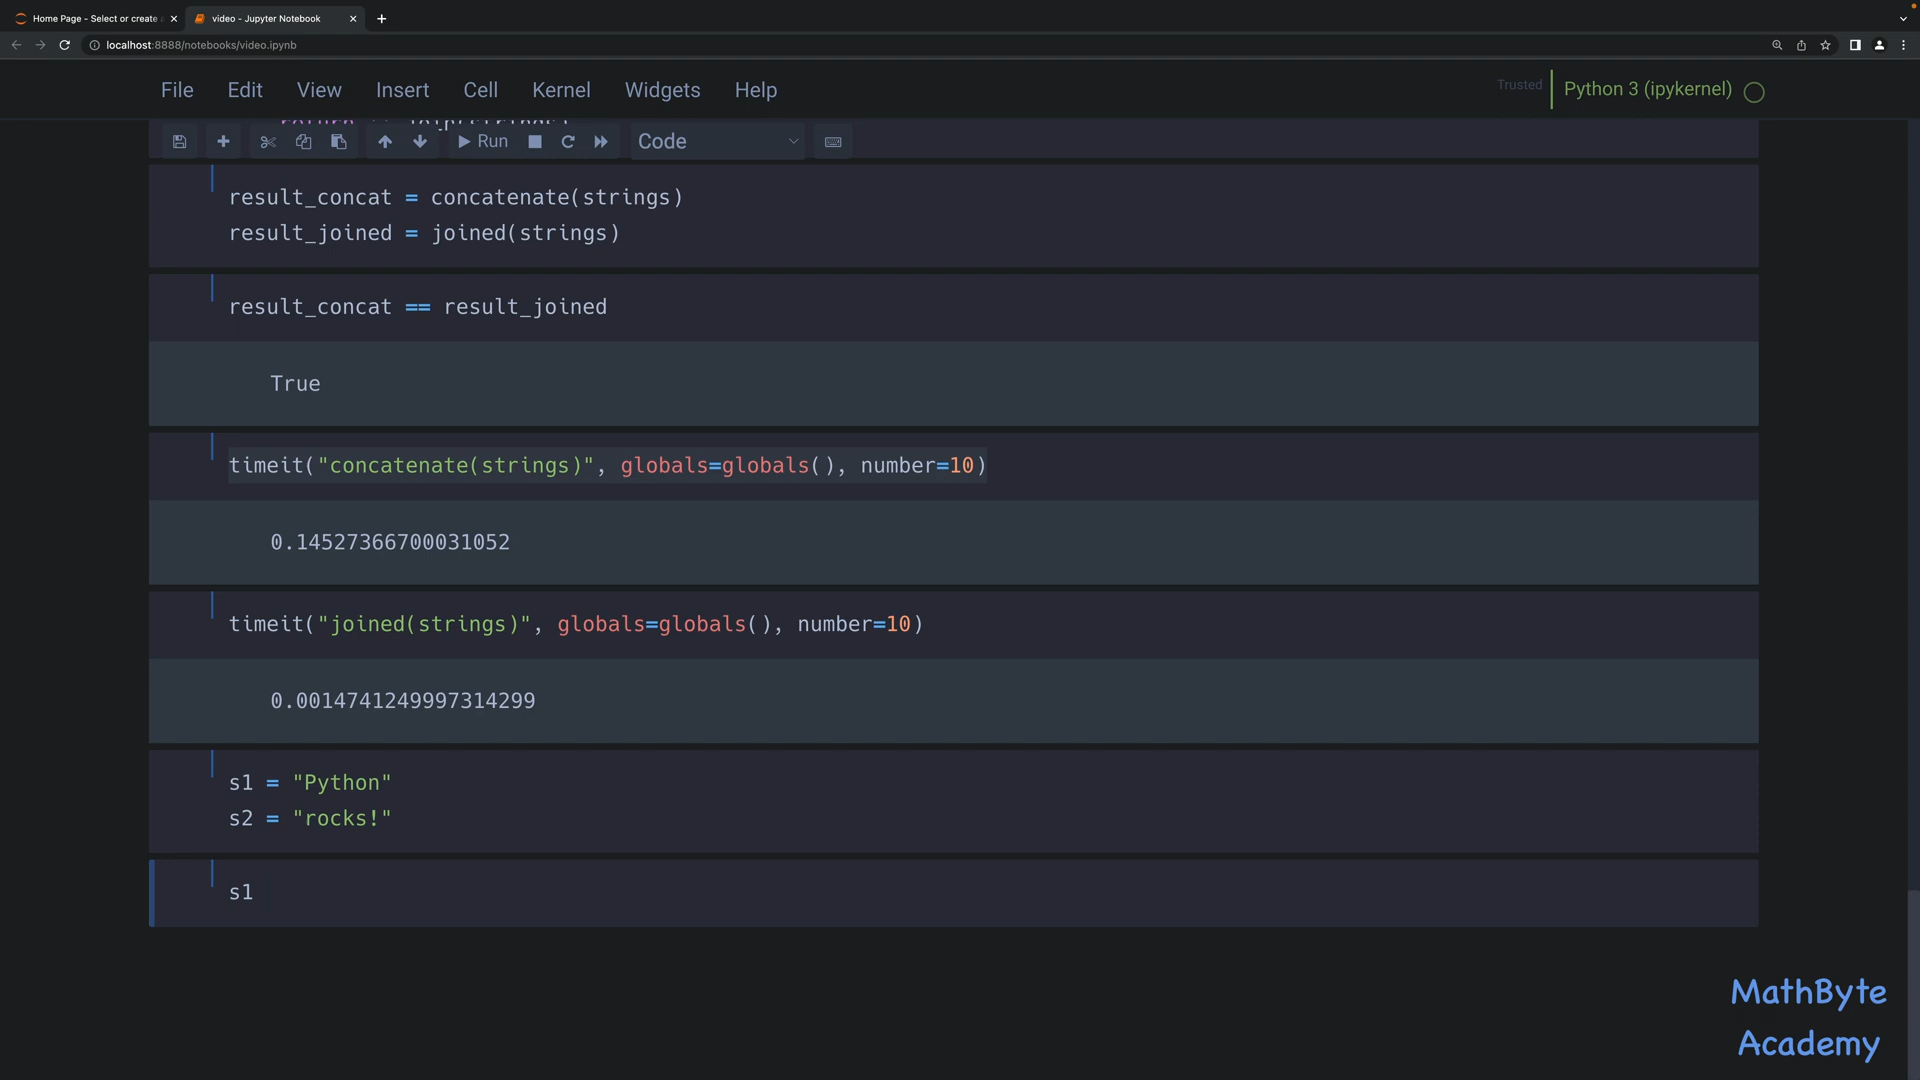 Home Page - Select or create a
video - Jupyter Notebook
localhost:8888/notebooks/video.ipynb
File Edit View Insert Cell Kernel Widgets Help
Trusted
Python 3 (ipykernel)
Run
Code
result_concat = concatenate(strings)
result_joined = joined(strings)
result_concat == result_joined
True
timeit("concatenate(strings)", globals=globals(), number=10)
0.14527366700031052
timeit("joined(strings)", globals=globals(), number=10)
0.0014741249997314299
s1 = "Python"
s2 = "rocks!"
s1
MathByte
Academy